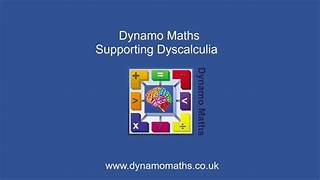 Dynamo Maths
Supporting Dyscalculia
+ - = ÷
> <
× / ÷ +
Dynamo Maths
www.dynamomaths.co.uk